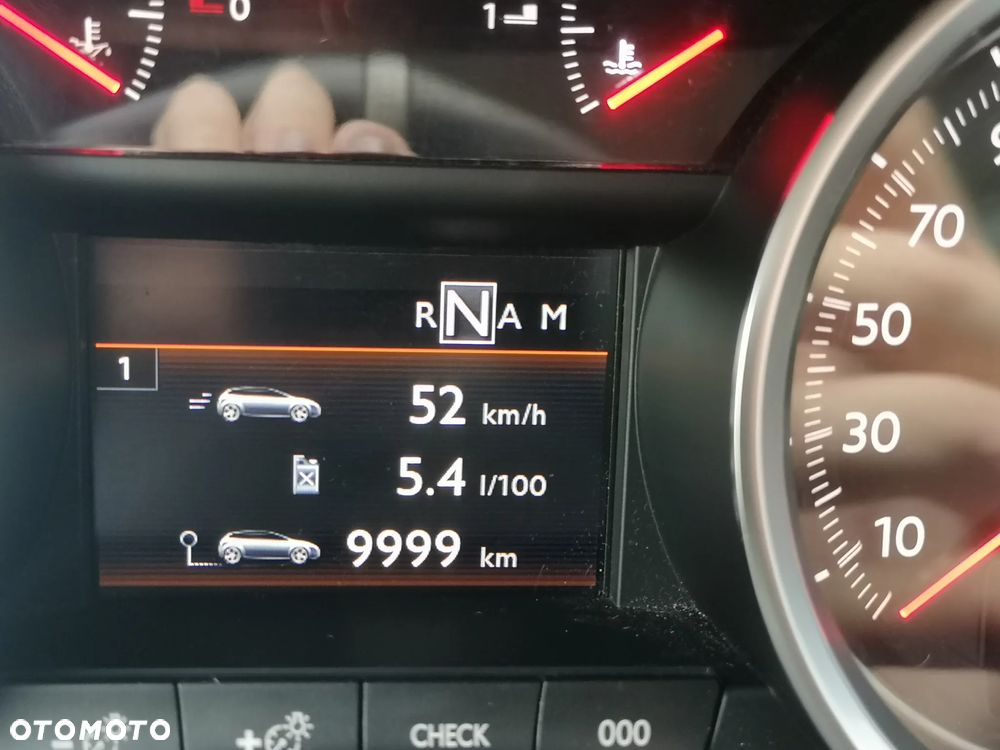 0 1
R N A M
1
52 km/h
5.4 l/100
9999 km
70
50
30
10
CHECK 000
OTOMOTO